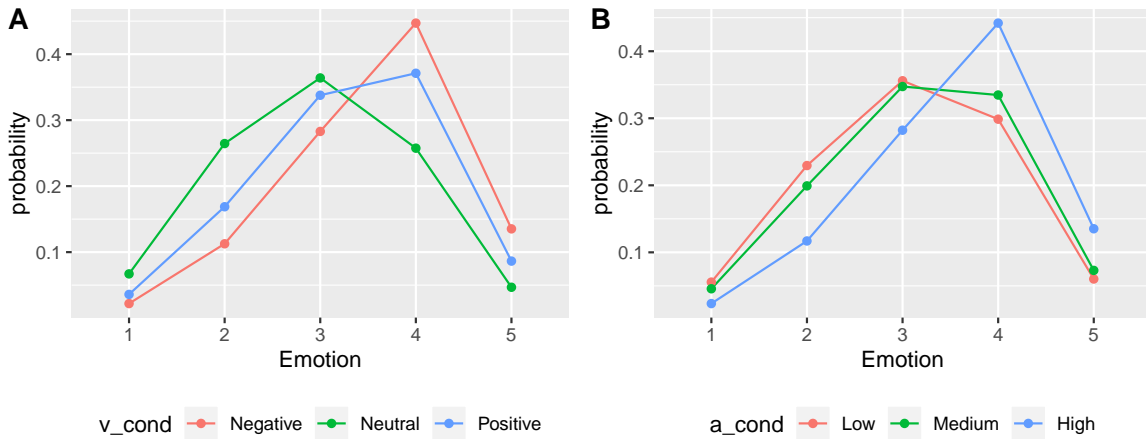 A
probability
0.4
0.3
0.2
0.1
1 2 3 4 5
Emotion
v_cond Negative Neutral Positive
B
probability
0.4
0.3
0.2
0.1
1 2 3 4 5
Emotion
a_cond Low Medium High